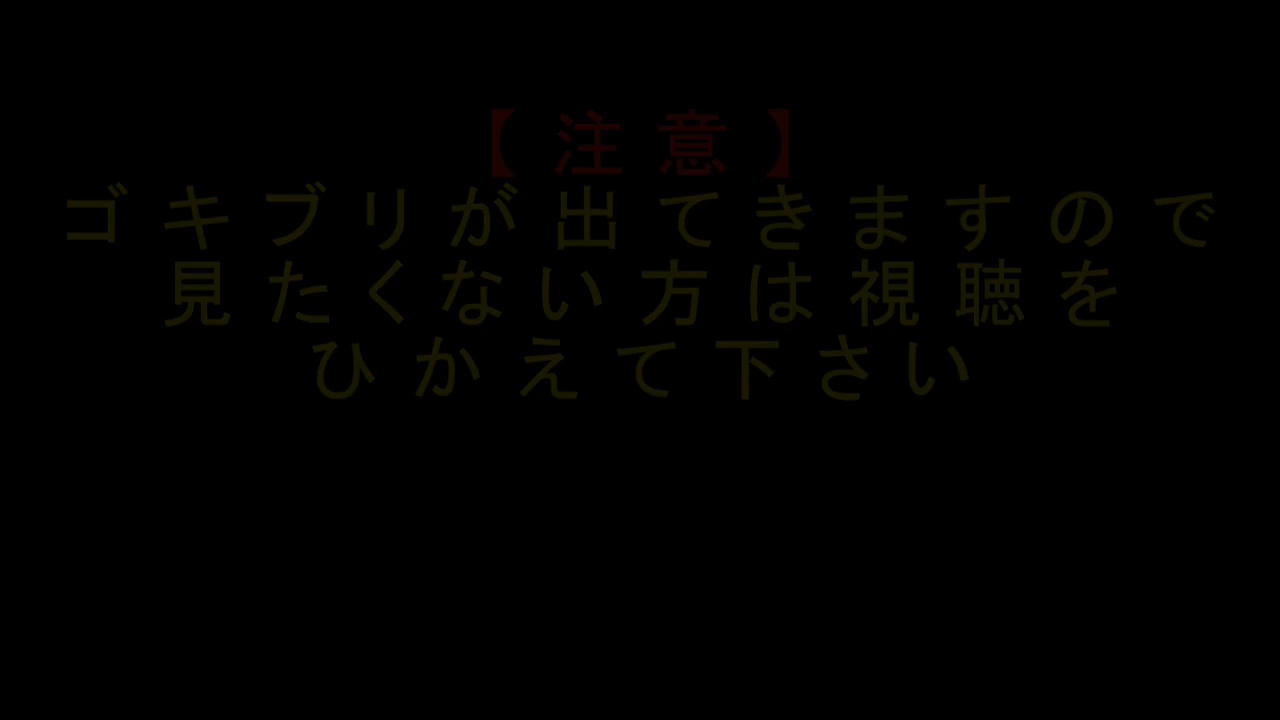 【注意】
ゴキブリが出てきますので
見たくない方は視聴を
ひかえて下さい